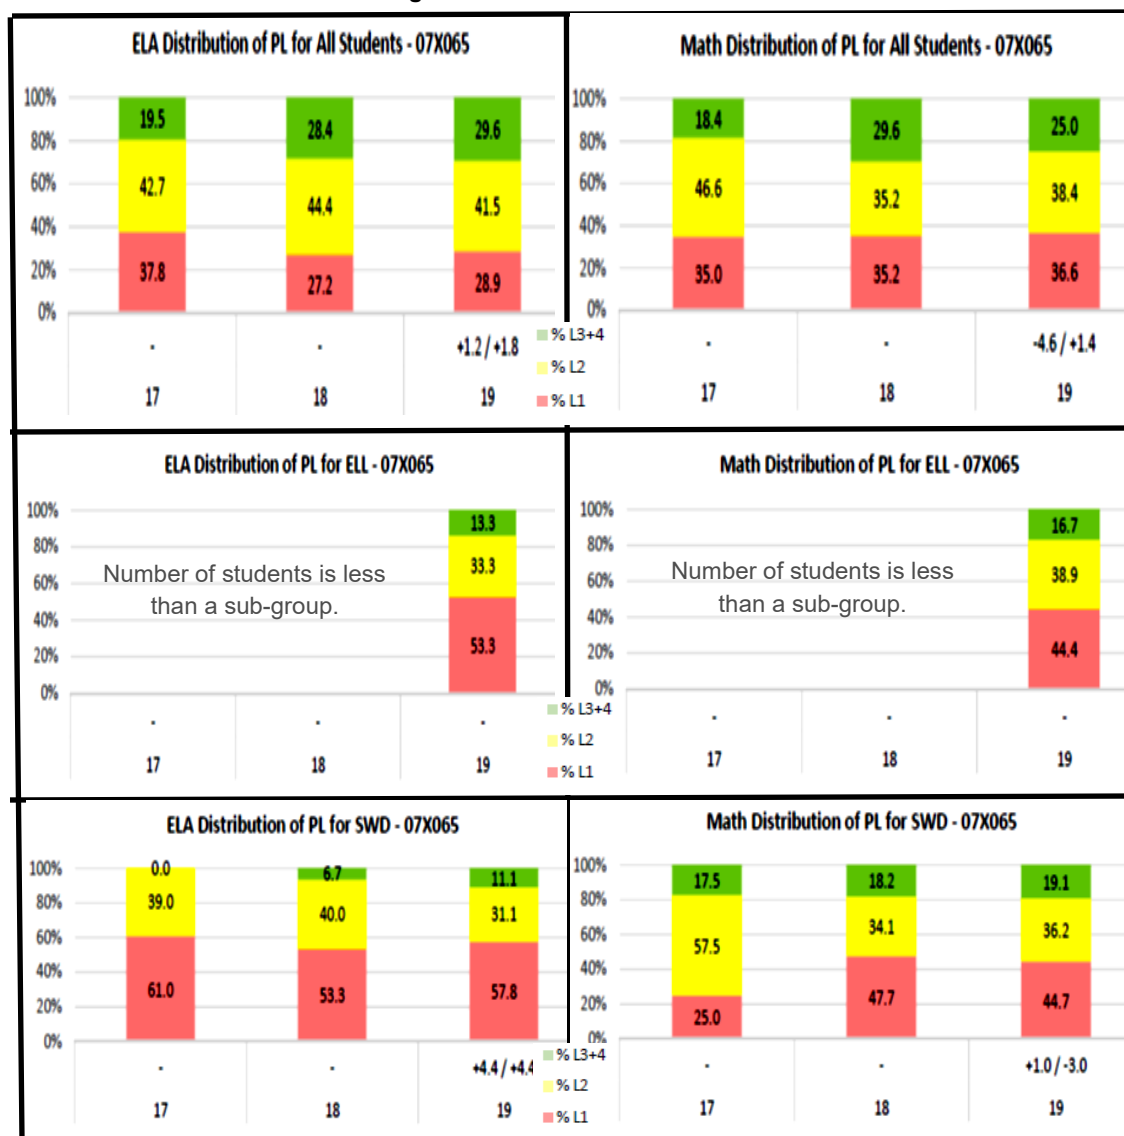 ELA Distribution of PL for All Students - 07X065
100%
80%
60%
40%
20%
0%
19.5
42.7
37.8
28.4
44.4
27.2
29.6
41.5
28.9
- - +1.2 / +1.8
17 18 19
% L3+4
% L2
% L1
Math Distribution of PL for All Students - 07X065
100%
80%
60%
40%
20%
0%
18.4
46.6
35.0
29.6
35.2
35.2
25.0
38.4
36.6
- - -4.6 / +1.4
17 18 19
ELA Distribution of PL for ELL - 07X065
100%
80%
60%
40%
20%
0%
Number of students is less
than a sub-group.
13.3
33.3
53.3
- - -
17 18 19
% L3+4
% L2
% L1
Math Distribution of PL for ELL - 07X065
100%
80%
60%
40%
20%
0%
Number of students is less
than a sub-group.
16.7
38.9
44.4
- - -
17 18 19
ELA Distribution of PL for SWD - 07X065
100%
80%
60%
40%
20%
0%
0.0
39.0
61.0
6.7
40.0
53.3
11.1
31.1
57.8
- - +4.4 / +4.4
17 18 19
% L3+4
% L2
% L1
Math Distribution of PL for SWD - 07X065
100%
80%
60%
40%
20%
0%
17.5
57.5
25.0
18.2
34.1
47.7
19.1
36.2
44.7
- - +1.0 / -3.0
17 18 19